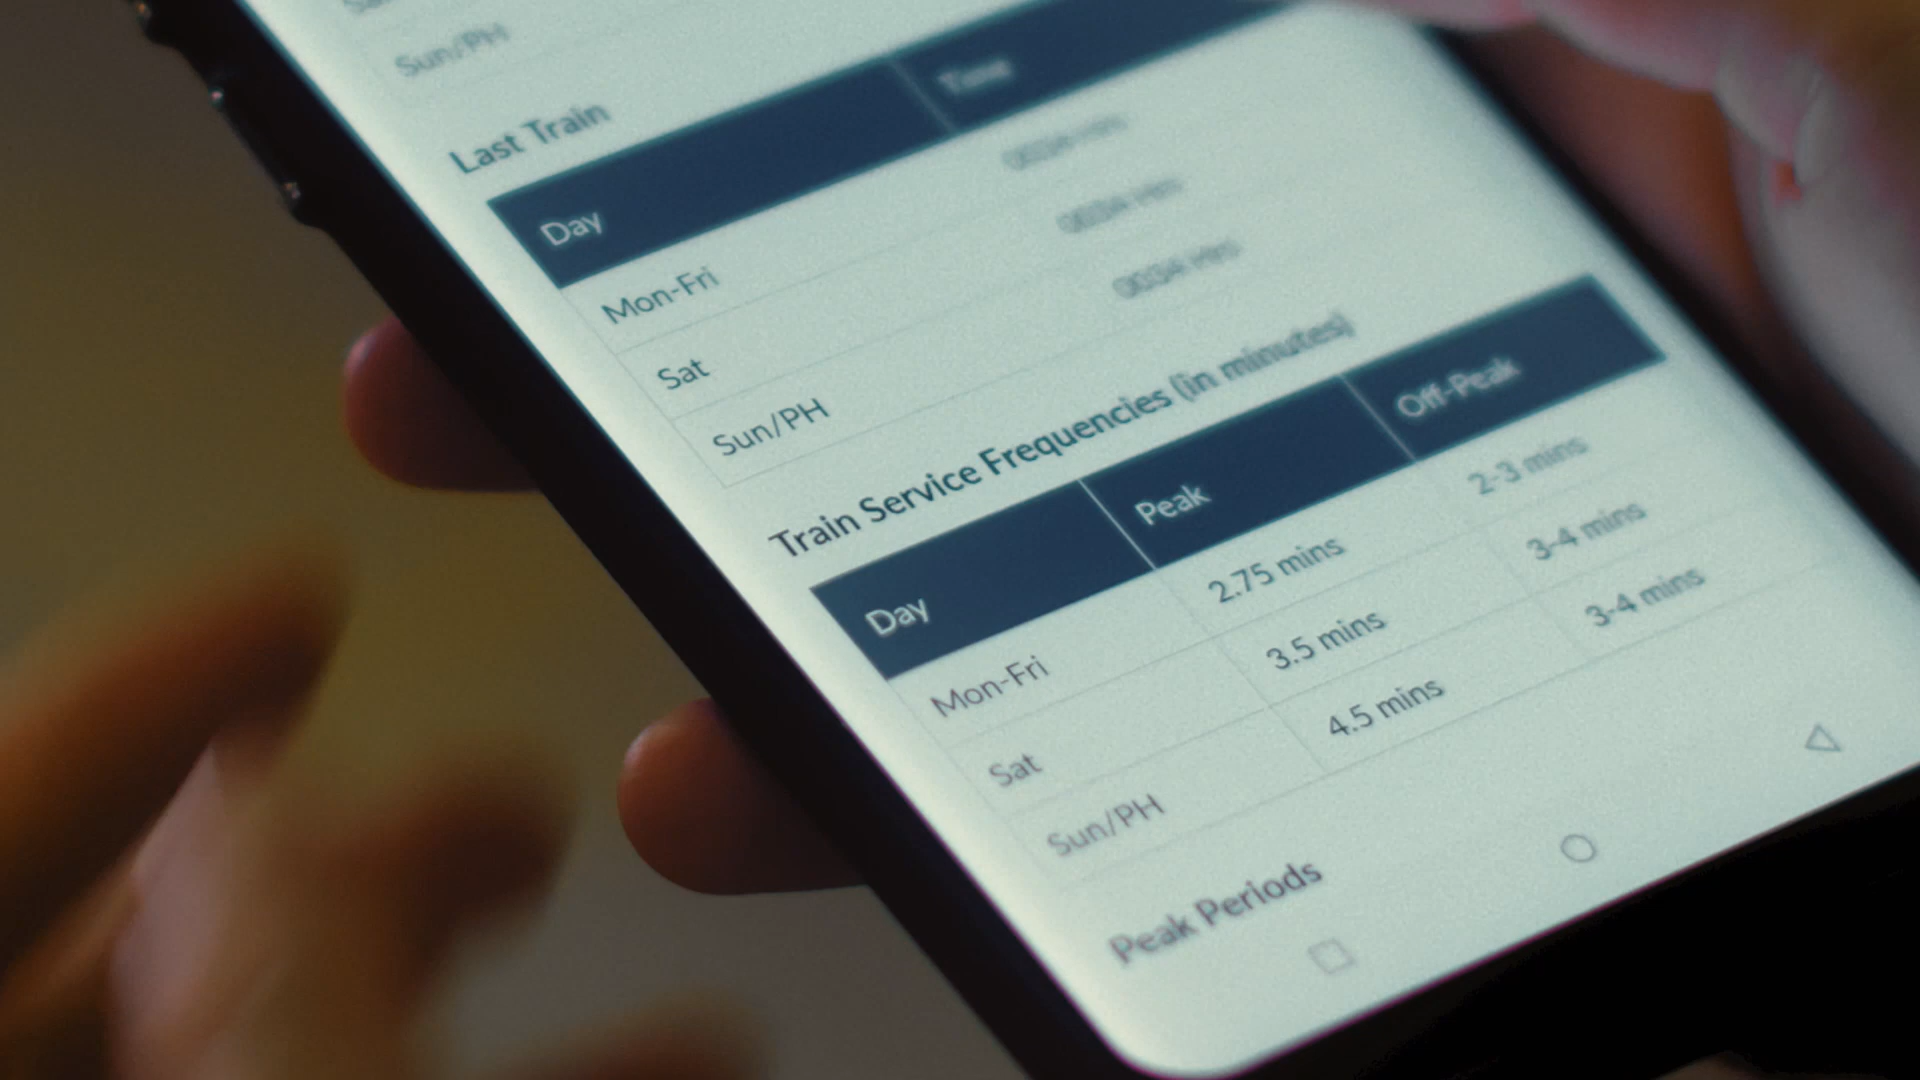 Sun/PH
Last Train
Day Time
Mon-Fri
Sat
Sun/PH
Train Service Frequencies (in minutes)
Day Peak Off-Peak
Mon-Fri 2.75 mins 2-3 mins
Sat 3.5 mins 3-4 mins
Sun/PH 4.5 mins 3-4 mins
Peak Periods